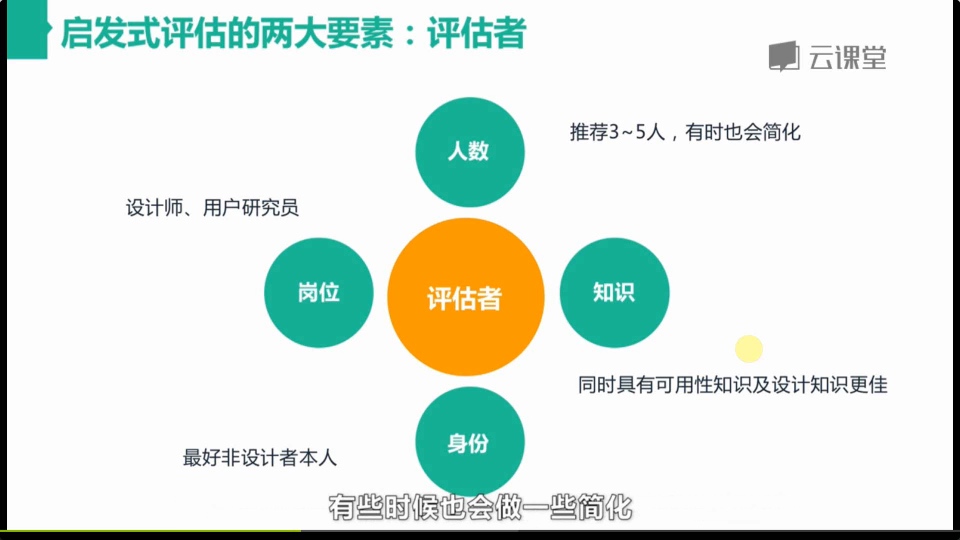 启发式评估的两大要素：评估者
云课堂
人数
推荐3~5人，有时也会简化
设计师、用户研究员
岗位
评估者
知识
同时具有可用性知识及设计知识更佳
身份
最好非设计者本人
有些时候也会做一些简化